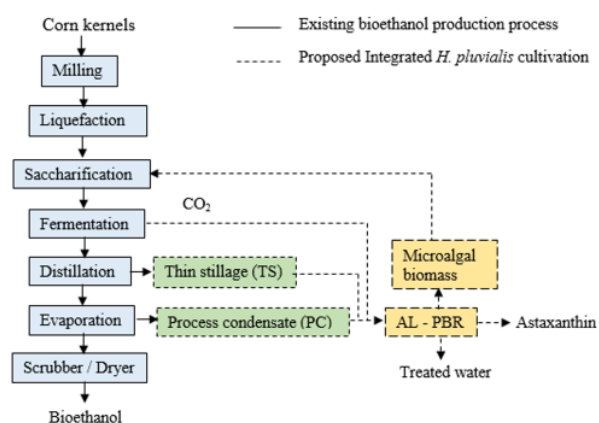 Corn kernels
Existing bioethanol production process
Proposed Integrated H. pluvialis cultivation
Milling
Liquefaction
Saccharification
CO2
Fermentation
Microalgal
biomass
Distillation
Thin stillage (TS)
Evaporation
Process condensate (PC)
AL - PBR
Astaxanthin
Scrubber / Dryer
Treated water
Bioethanol